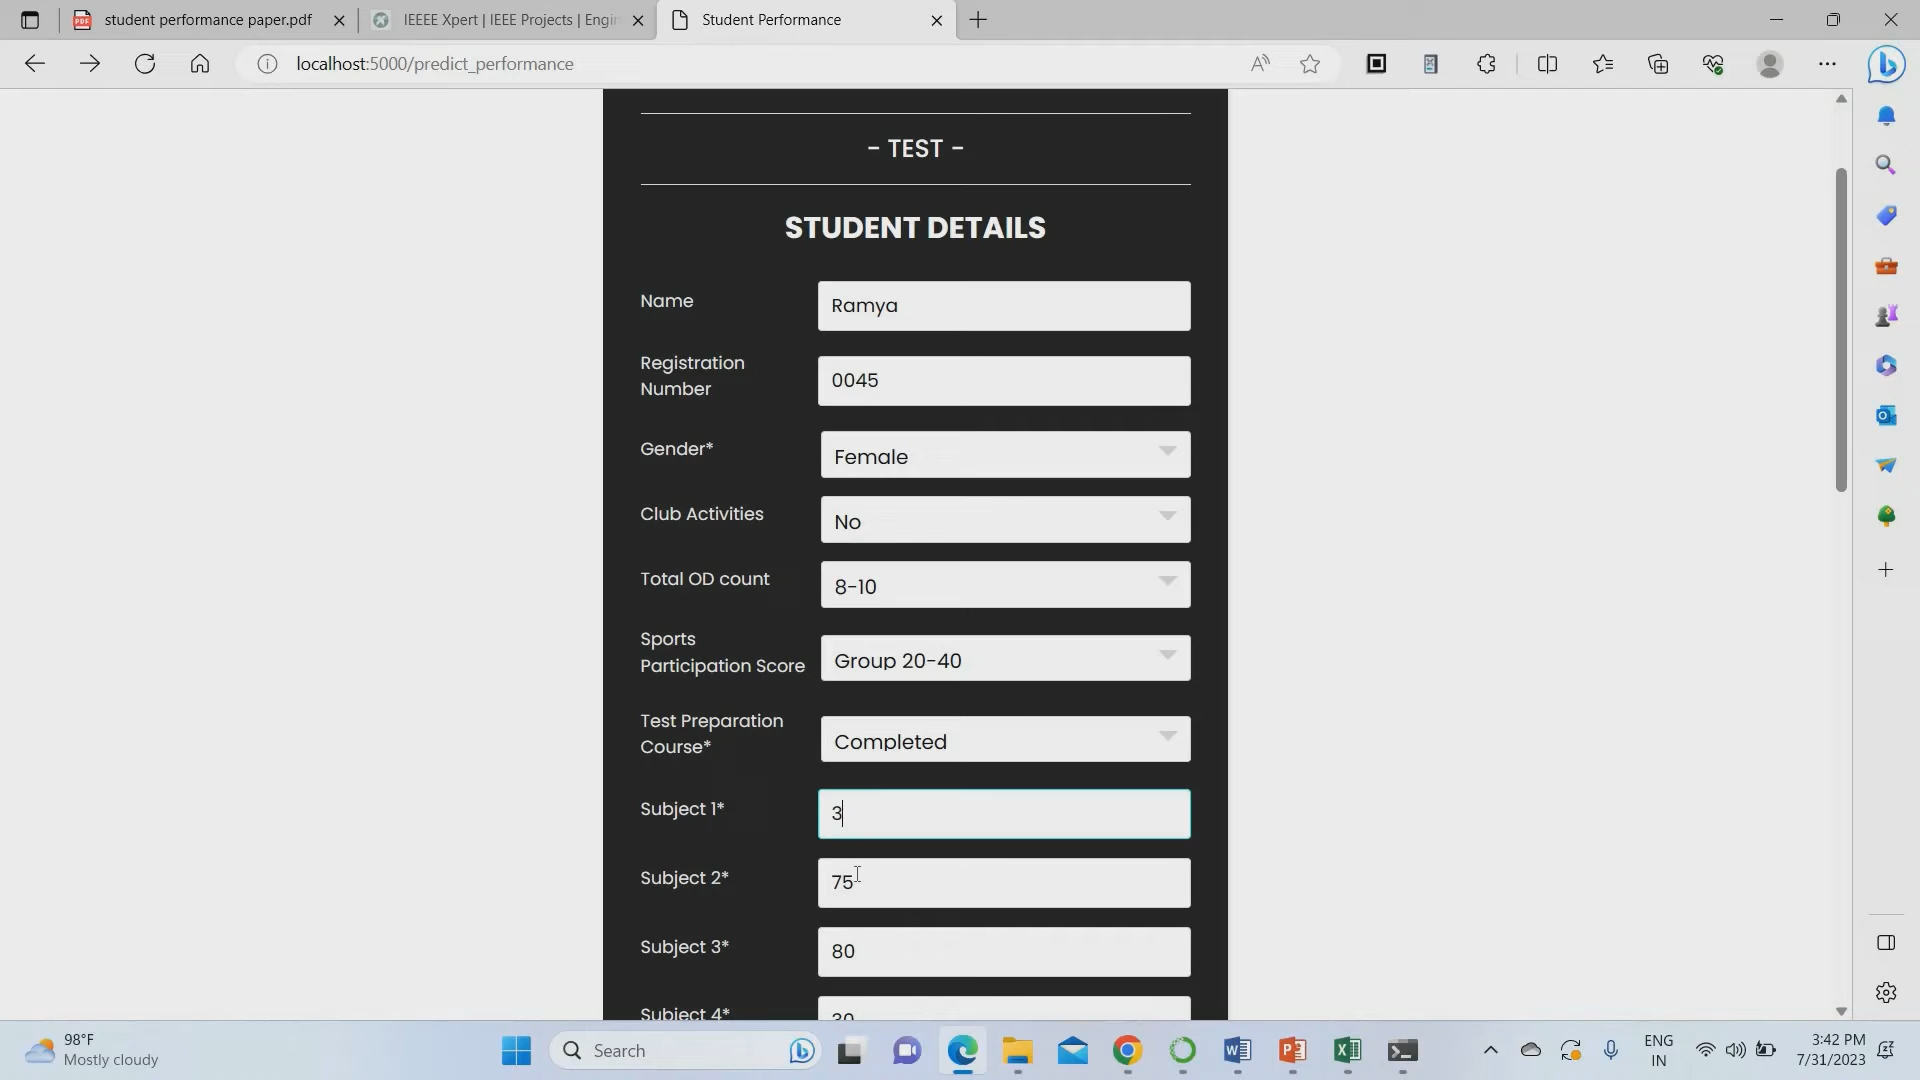 student performance paper.pdf
IEEEE Xpert | IEEE Projects | Engin
Student Performance
localhost:5000/predict_performance
- TEST -
STUDENT DETAILS
Name
Ramya
Registration
Number
0045
Gender*
Female
Club Activities
No
Total OD count
8-10
Sports
Participation Score
Group 20-40
Test Preparation
Course*
Completed
Subject 1*
3
Subject 2*
75
Subject 3*
80
Subject 4*
30
98°F
Mostly cloudy
Search
ENG
IN
3:42 PM
7/31/2023